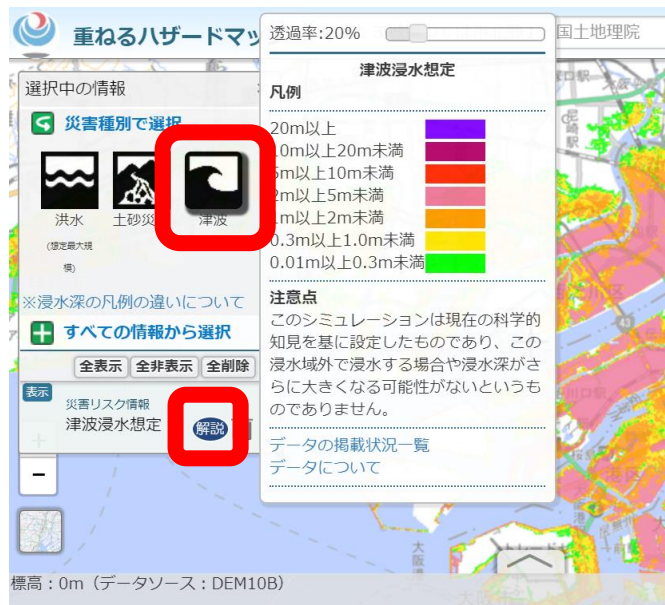 重ねるハザードマッ
透過率:20%
国土地理院
選択中の情報
災害種別で選択
洪水
(想定最大規
模)
土砂災
津波
※浸水深の凡例の違いについて
すべての情報から選択
全表示 全非表示 全削除
表示
災害リスク情報
津波浸水想定
解説
津波浸水想定
凡例
20m以上
10m以上20m未満
5m以上10m未満
2m以上5m未満
1m以上2m未満
0.3m以上1.0m未満
0.01m以上0.3m未満
注意点
このシミュレーションは現在の科学的
知見を基に設定したものであり、この
浸水域外で浸水する場合や浸水深がさ
らに大きくなる可能性がないというも
のでありません。
データの掲載状況一覧
データについて
標高:0m(データソース:DEM10B)